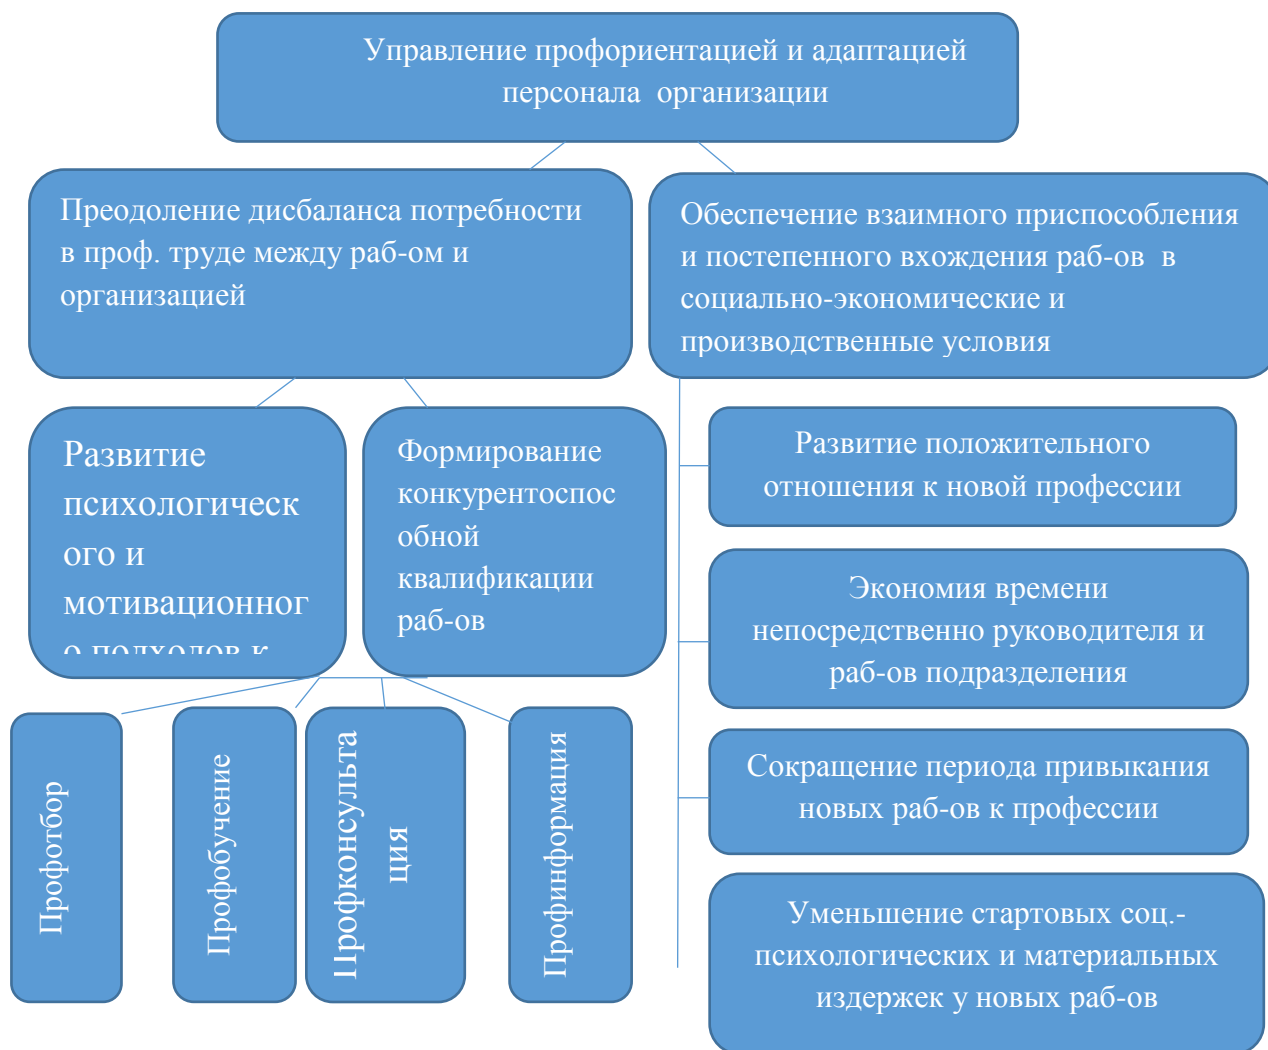 Управление профориентацией и адаптацией
персонала организации
Преодоление дисбаланса потребности
в проф. труде между раб-ом и
организацией
Обеспечение взаимного приспособления
и постепенного вхождения раб-ов в
социально-экономические и
производственные условия
Развитие
психологическ
ого и
мотивационног
о подходов к
Формирование
конкурентоспос
обной
квалификации
раб-ов
Развитие положительного
отношения к новой профессии
Экономия времени
непосредственно руководителя и
раб-ов подразделения
Сокращение периода привыкания
новых раб-ов к профессии
Уменьшение стартовых соц.-
психологических и материальных
издержек у новых раб-ов
Профотбор
Профобучение
Профконсульта
ция
Профинформация